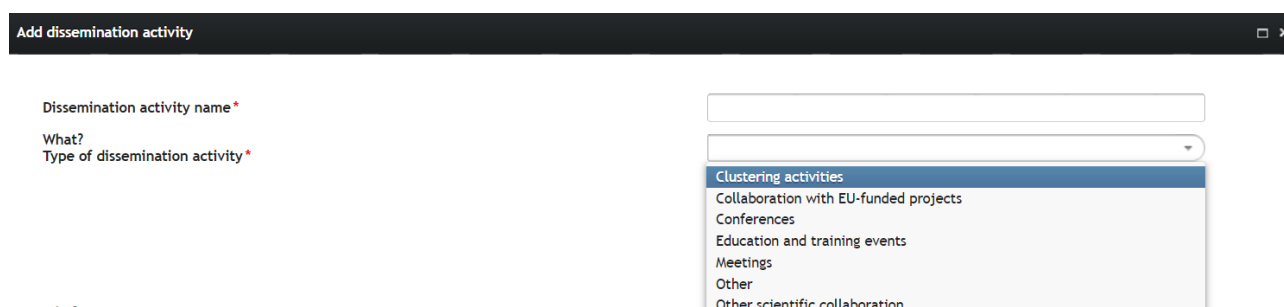 Add dissemination activity
Dissemination activity name*
What?
Type of dissemination activity*
Clustering activities
Collaboration with EU-funded projects
Conferences
Education and training events
Meetings
Other
Other scientific collaboration